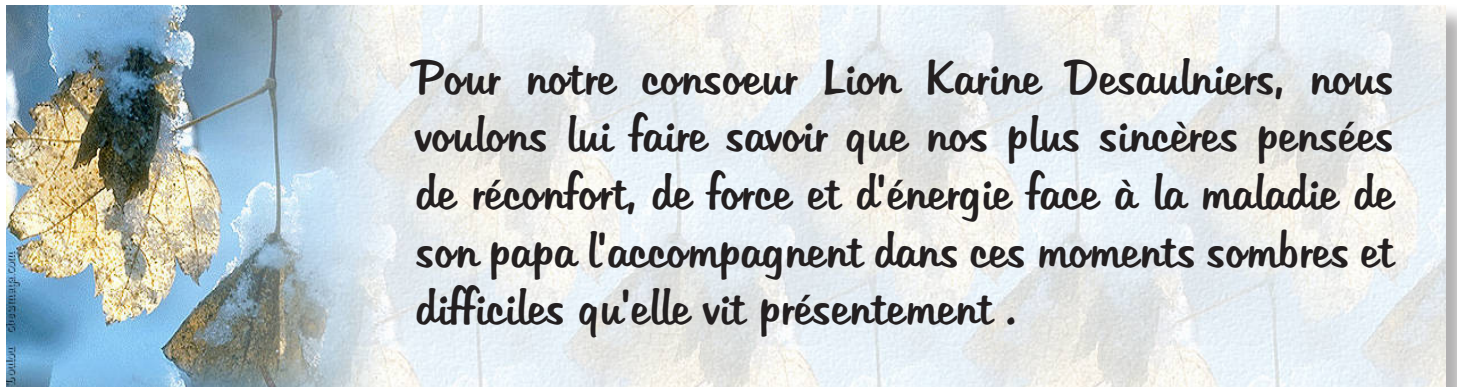 Pour notre consoeur Lion Karine Desaulniers, nous
voulons lui faire savoir que nos plus sincères pensées
de réconfort, de force et d'énergie face à la maladie de
son papa l'accompagnent dans ces moments sombres et
difficiles qu'elle vit présentement .